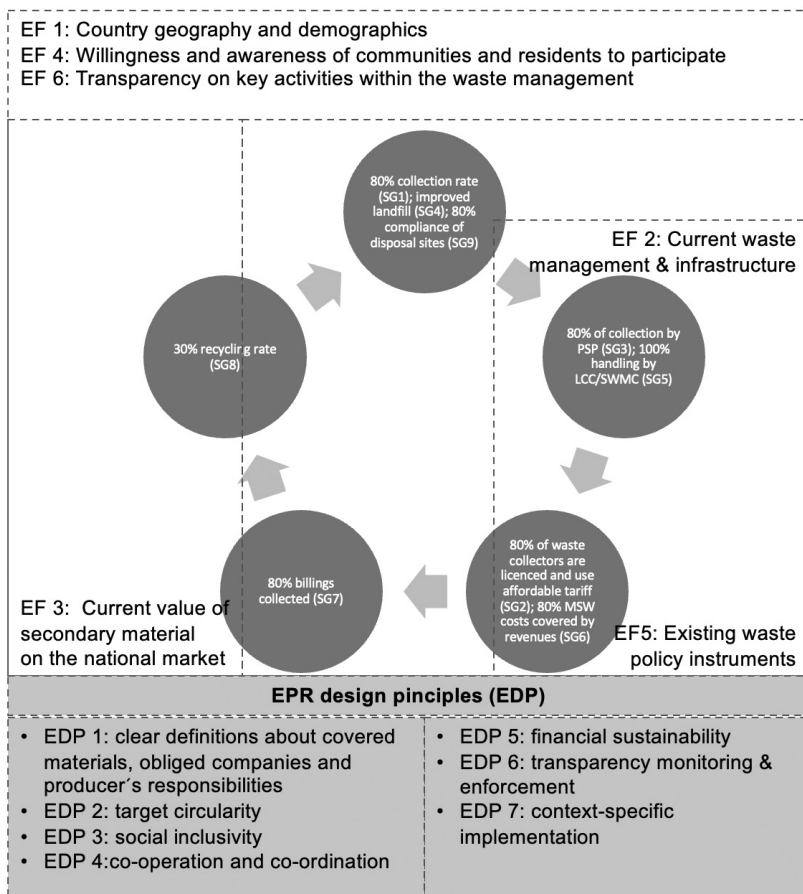 EF 1: Country geography and demographics
EF 4: Willingness and awareness of communities and residents to participate
EF 6: Transparency on key activities within the waste management
80% collection rate
(SG1); improved
landfill (SG4); 80%
compliance of
disposal sites (SG9)
EF 2: Current waste
management & infrastructure
80% of collection by
PSP (SG3); 100%
handling by
LCC/SWMC (SG5)
30% recycling rate
(SG8)
80% of waste
collectors are
licenced and use
affordable tariff
(SG2); 80% MSW
costs covered by
revenues (SG6)
80% billings
collected (SG7)
EF 3: Current value of
secondary material
on the national market
EF5: Existing waste
policy instruments
EPR design pinciples (EDP)
• EDP 1: clear definitions about covered
materials, obliged companies and
producer´s responsibilities
• EDP 2: target circularity
• EDP 3: social inclusivity
• EDP 4:co-operation and co-ordination
• EDP 5: financial sustainability
• EDP 6: transparency monitoring &
enforcement
• EDP 7: context-specific
implementation